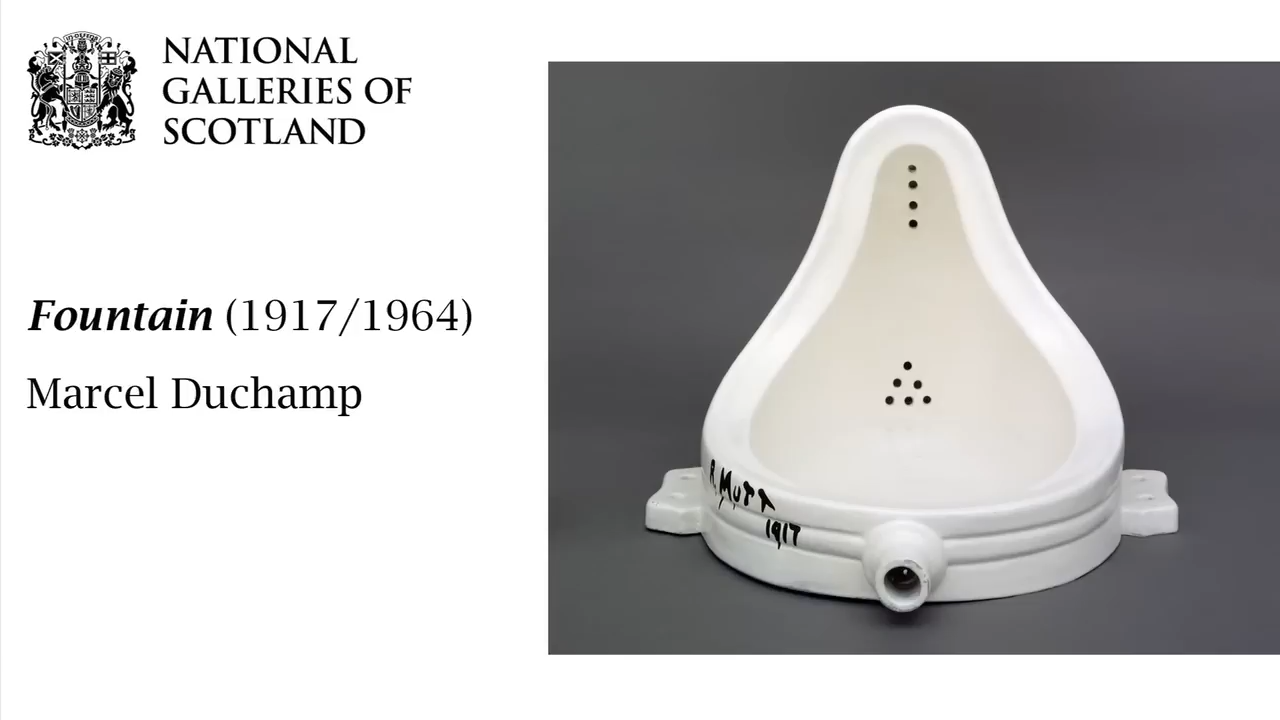 NATIONAL
GALLERIES OF
SCOTLAND
Fountain (1917/1964)
Marcel Duchamp
R. MUTT
1917